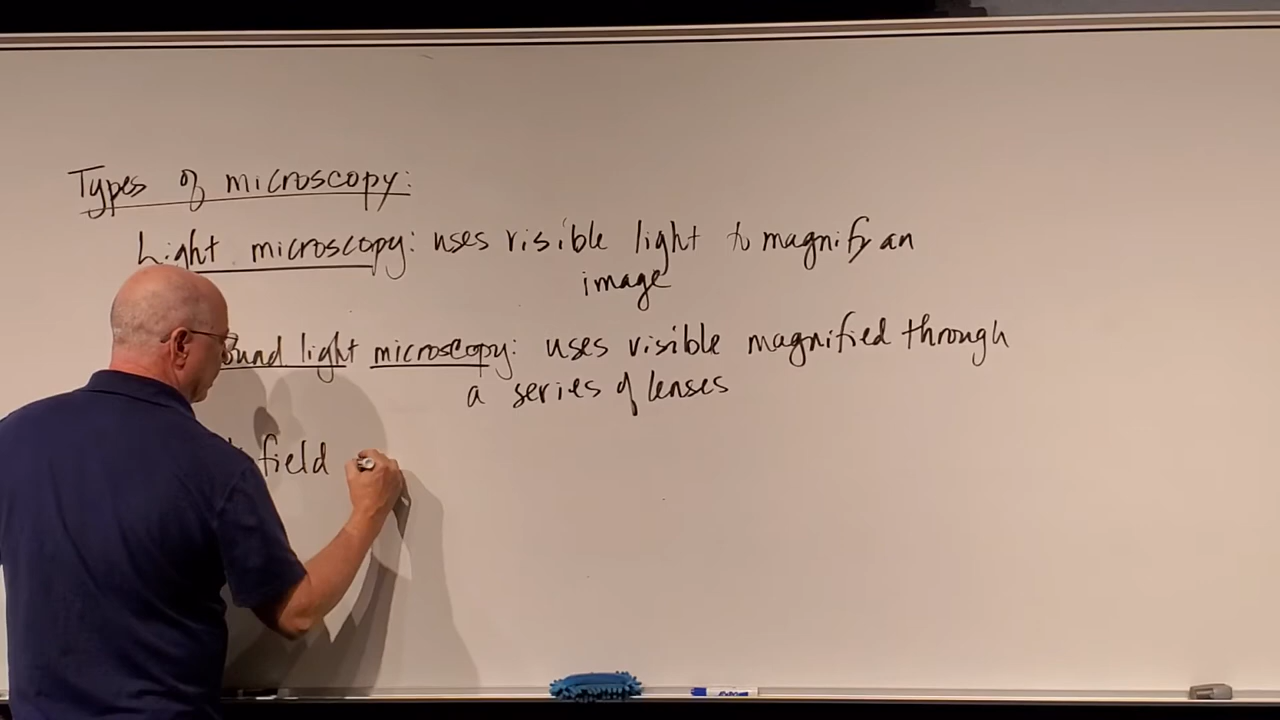 Types of microscopy:
Light microscopy: uses visible light to magnify an
image
light microscopy: uses visible magnified through
a series of lenses
field